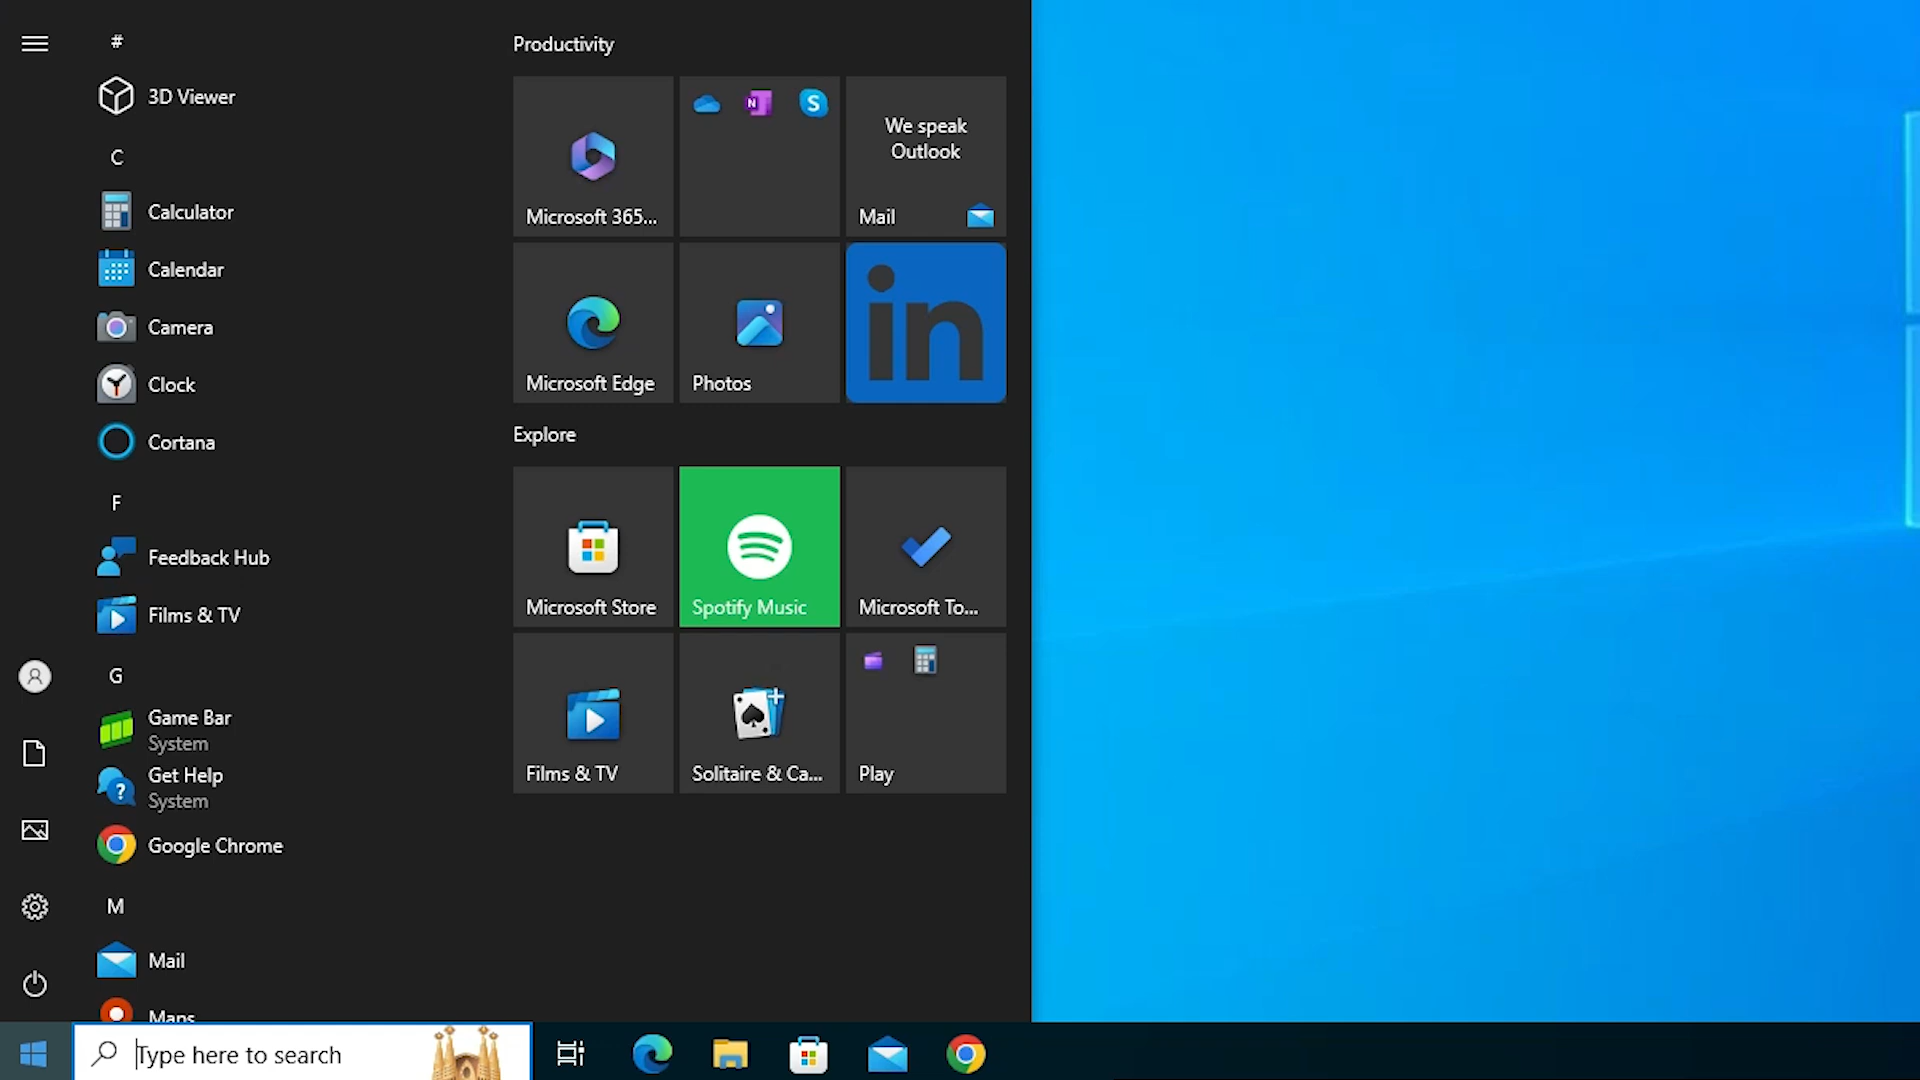 #
3D Viewer
C
Calculator
Calendar
Camera
Clock
Cortana
F
Feedback Hub
Films & TV
G
Game Bar
System
Get Help
System
Google Chrome
M
Mail
Maps
Productivity
Microsoft 365...
N
S
We speak
Outlook
Mail
Microsoft Edge
Photos
in
Explore
Microsoft Store
Spotify Music
Microsoft To...
Films & TV
Solitaire & Ca...
Play
Type here to search